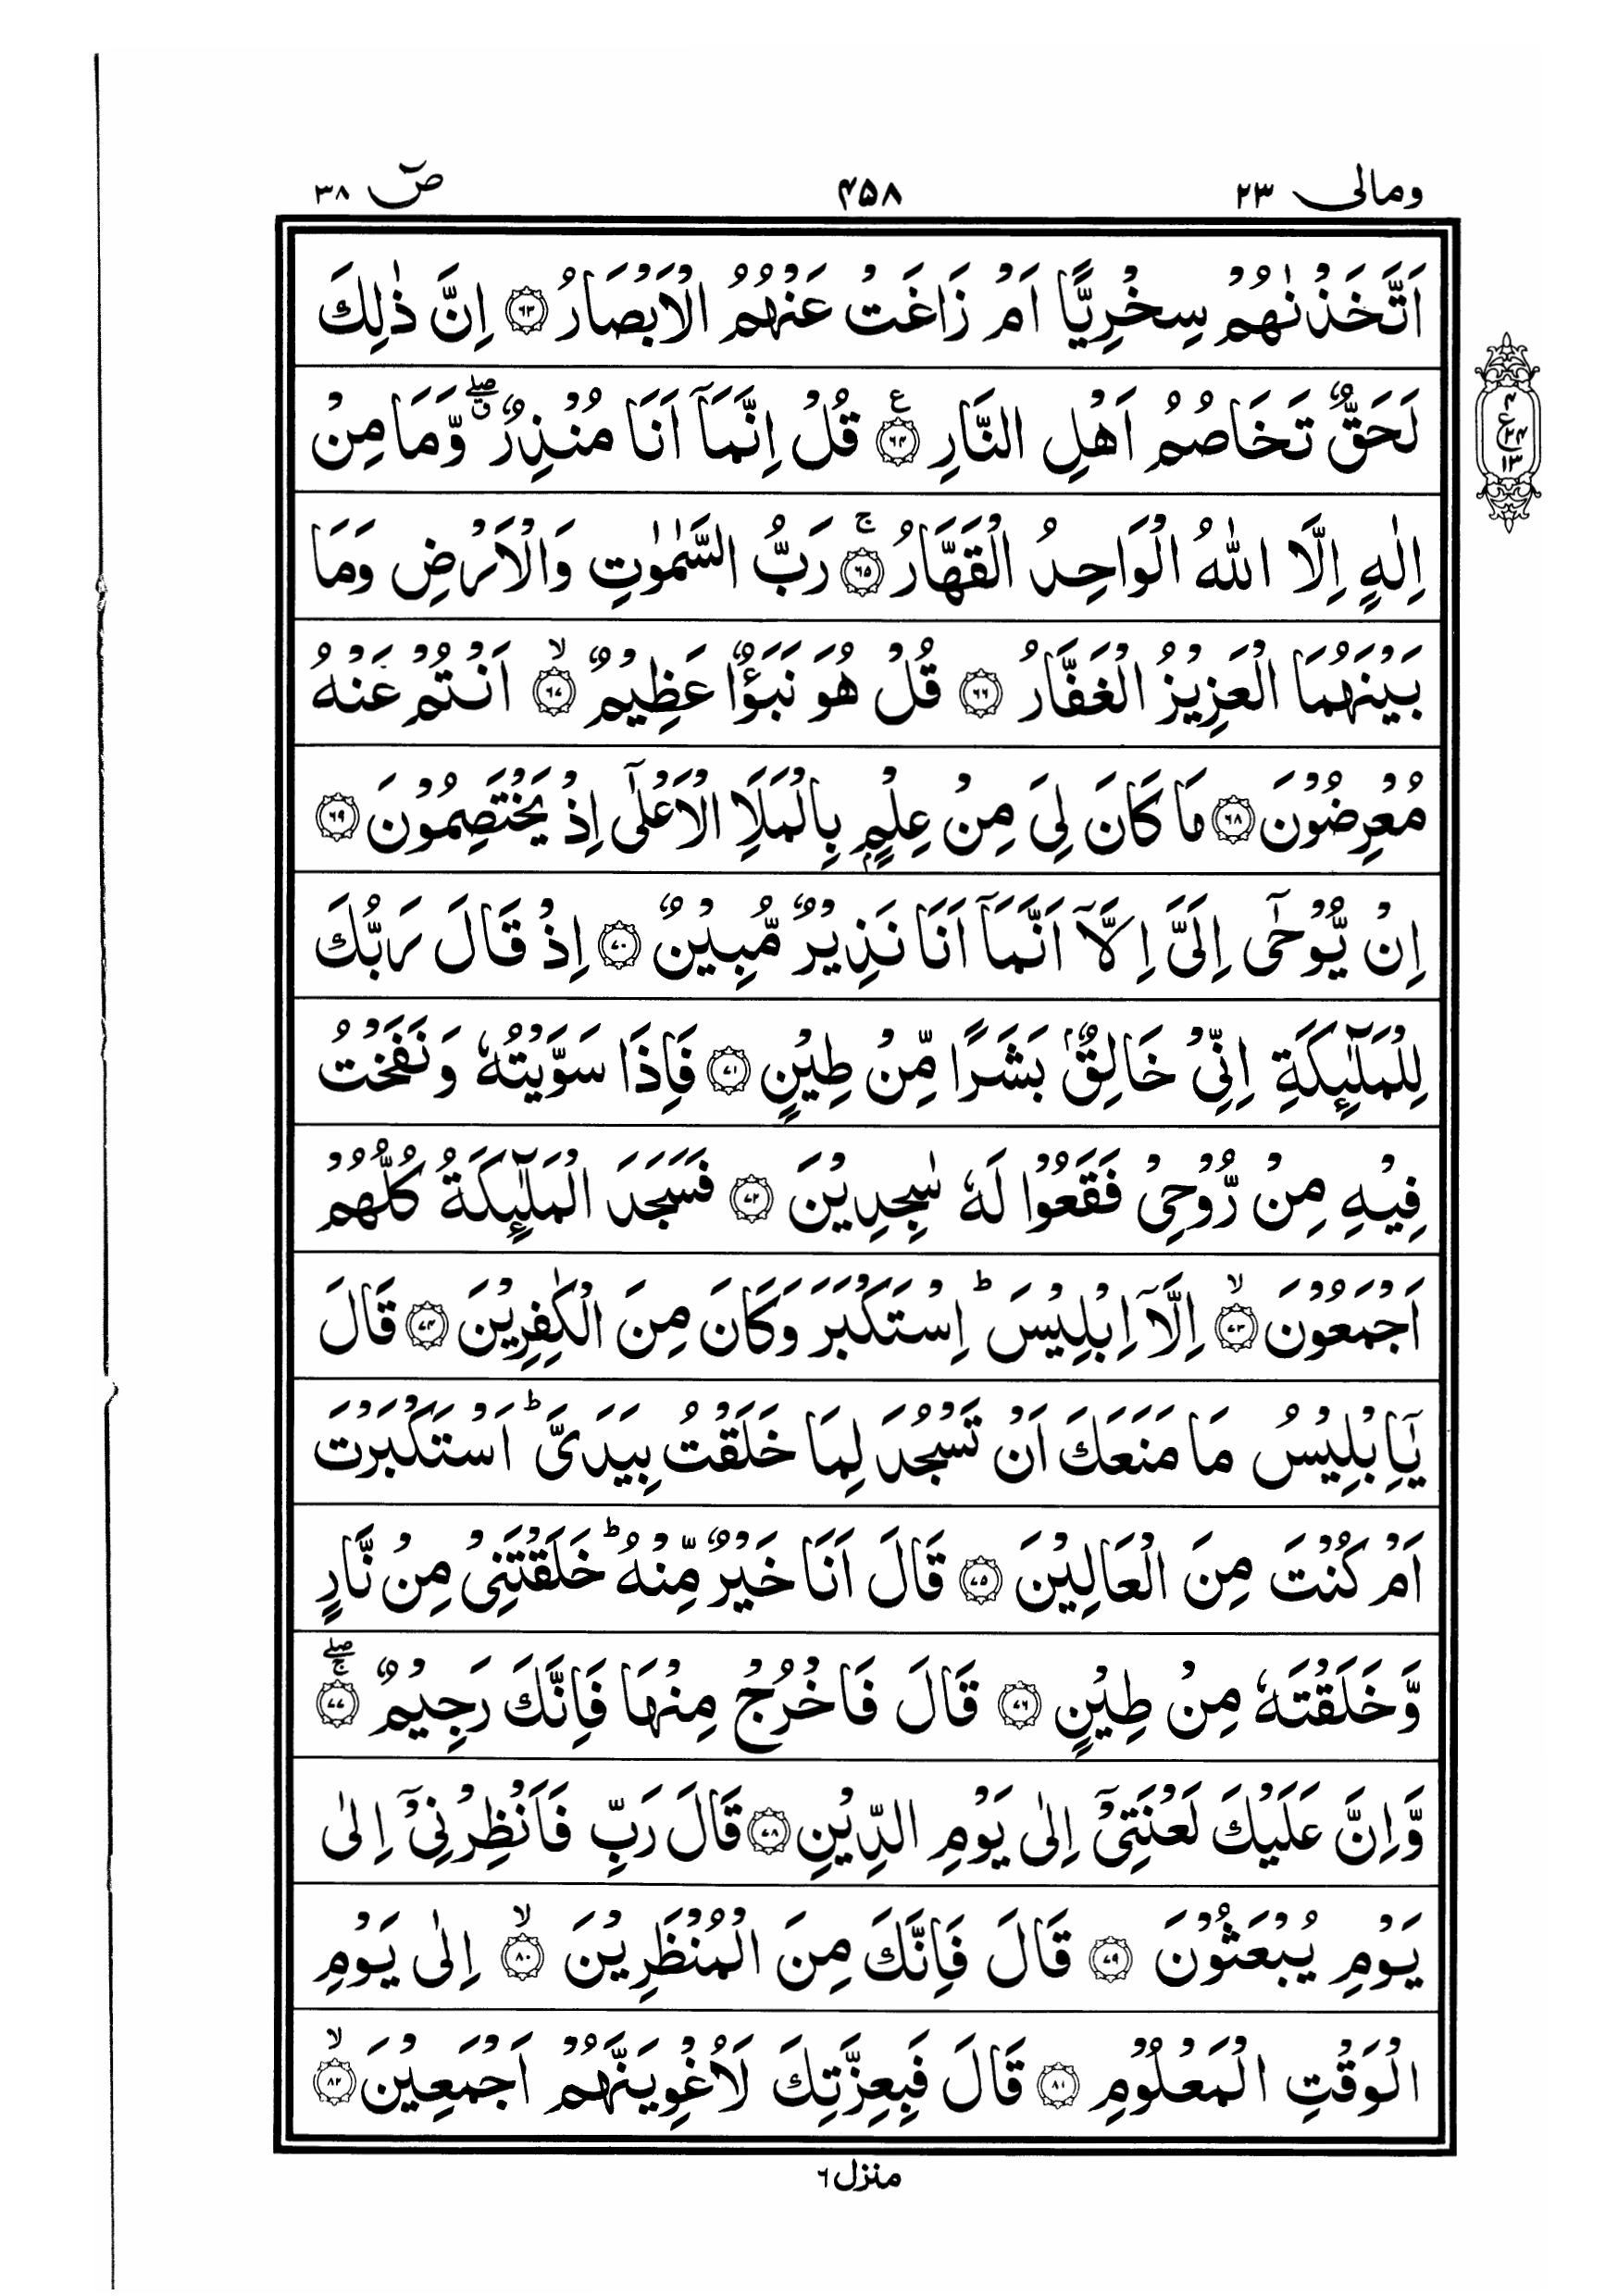 ومالی ۲۳ ۴۵۸ صٓ ۳۸
اَتَّخَذْنٰهُمْ سِخْرِيًّا اَمْ زَاغَتْ عَنْهُمُ الْاَبْصَارُ ﴿۶۳﴾ اِنَّ ذٰلِكَ
لَحَقٌّ تَخَاصُمُ اَهْلِ النَّارِ ﴿۶۴﴾ ع قُلْ اِنَّمَاۤ اَنَا مُنْذِرٌ ۖ وَّمَا مِنْ
اِلٰهٍ اِلَّا اللّٰهُ الْوَاحِدُ الْقَهَّارُ ﴿۶۵﴾ ۚ رَبُّ السَّمٰوٰتِ وَالْاَرْضِ وَمَا
بَيْنَهُمَا الْعَزِيْزُ الْغَفَّارُ ﴿۶۶﴾ قُلْ هُوَ نَبَؤٌا عَظِيْمٌ ﴿۶۷﴾ ۙ اَنْتُمْ عَنْهُ
مُعْرِضُوْنَ ﴿۶۸﴾ مَا كَانَ لِيَ مِنْ عِلْمٍۭ بِالْمَلَاِ الْاَعْلٰۤى اِذْ يَخْتَصِمُوْنَ ﴿۶۹﴾
اِنْ يُّوْحٰۤى اِلَيَّ اِلَّاۤ اَنَّمَاۤ اَنَا نَذِيْرٌ مُّبِيْنٌ ﴿۷۰﴾ اِذْ قَالَ رَبُّكَ
لِلْمَلٰٓئِكَةِ اِنِّيْ خَالِقٌۢ بَشَرًا مِّنْ طِيْنٍ ﴿۷۱﴾ فَاِذَا سَوَّيْتُهٗ وَنَفَخْتُ
فِيْهِ مِنْ رُّوْحِيْ فَقَعُوْا لَهٗ سٰجِدِيْنَ ﴿۷۲﴾ فَسَجَدَ الْمَلٰٓئِكَةُ كُلُّهُمْ
اَجْمَعُوْنَ ﴿۷۳﴾ ۙ اِلَّاۤ اِبْلِيْسَ ؕ اِسْتَكْبَرَ وَكَانَ مِنَ الْكٰفِرِيْنَ ﴿۷۴﴾ قَالَ
يٰۤاِبْلِيْسُ مَا مَنَعَكَ اَنْ تَسْجُدَ لِمَا خَلَقْتُ بِيَدَيَّ ؕ اَسْتَكْبَرْتَ
اَمْ كُنْتَ مِنَ الْعَالِيْنَ ﴿۷۵﴾ قَالَ اَنَا خَيْرٌ مِّنْهُ ؕ خَلَقْتَنِيْ مِنْ نَّارٍ
وَّخَلَقْتَهٗ مِنْ طِيْنٍ ﴿۷۶﴾ قَالَ فَاخْرُجْ مِنْهَا فَاِنَّكَ رَجِيْمٌ ﴿۷۷﴾ ۚۖ
وَّاِنَّ عَلَيْكَ لَعْنَتِيْۤ اِلٰى يَوْمِ الدِّيْنِ ﴿۷۸﴾ قَالَ رَبِّ فَاَنْظِرْنِيْۤ اِلٰى
يَوْمِ يُبْعَثُوْنَ ﴿۷۹﴾ قَالَ فَاِنَّكَ مِنَ الْمُنْظَرِيْنَ ﴿۸۰﴾ ۙ اِلٰى يَوْمِ
الْوَقْتِ الْمَعْلُوْمِ ﴿۸۱﴾ قَالَ فَبِعِزَّتِكَ لَاُغْوِيَنَّهُمْ اَجْمَعِيْنَ ﴿۸۲﴾ ۙ
منزل ۶